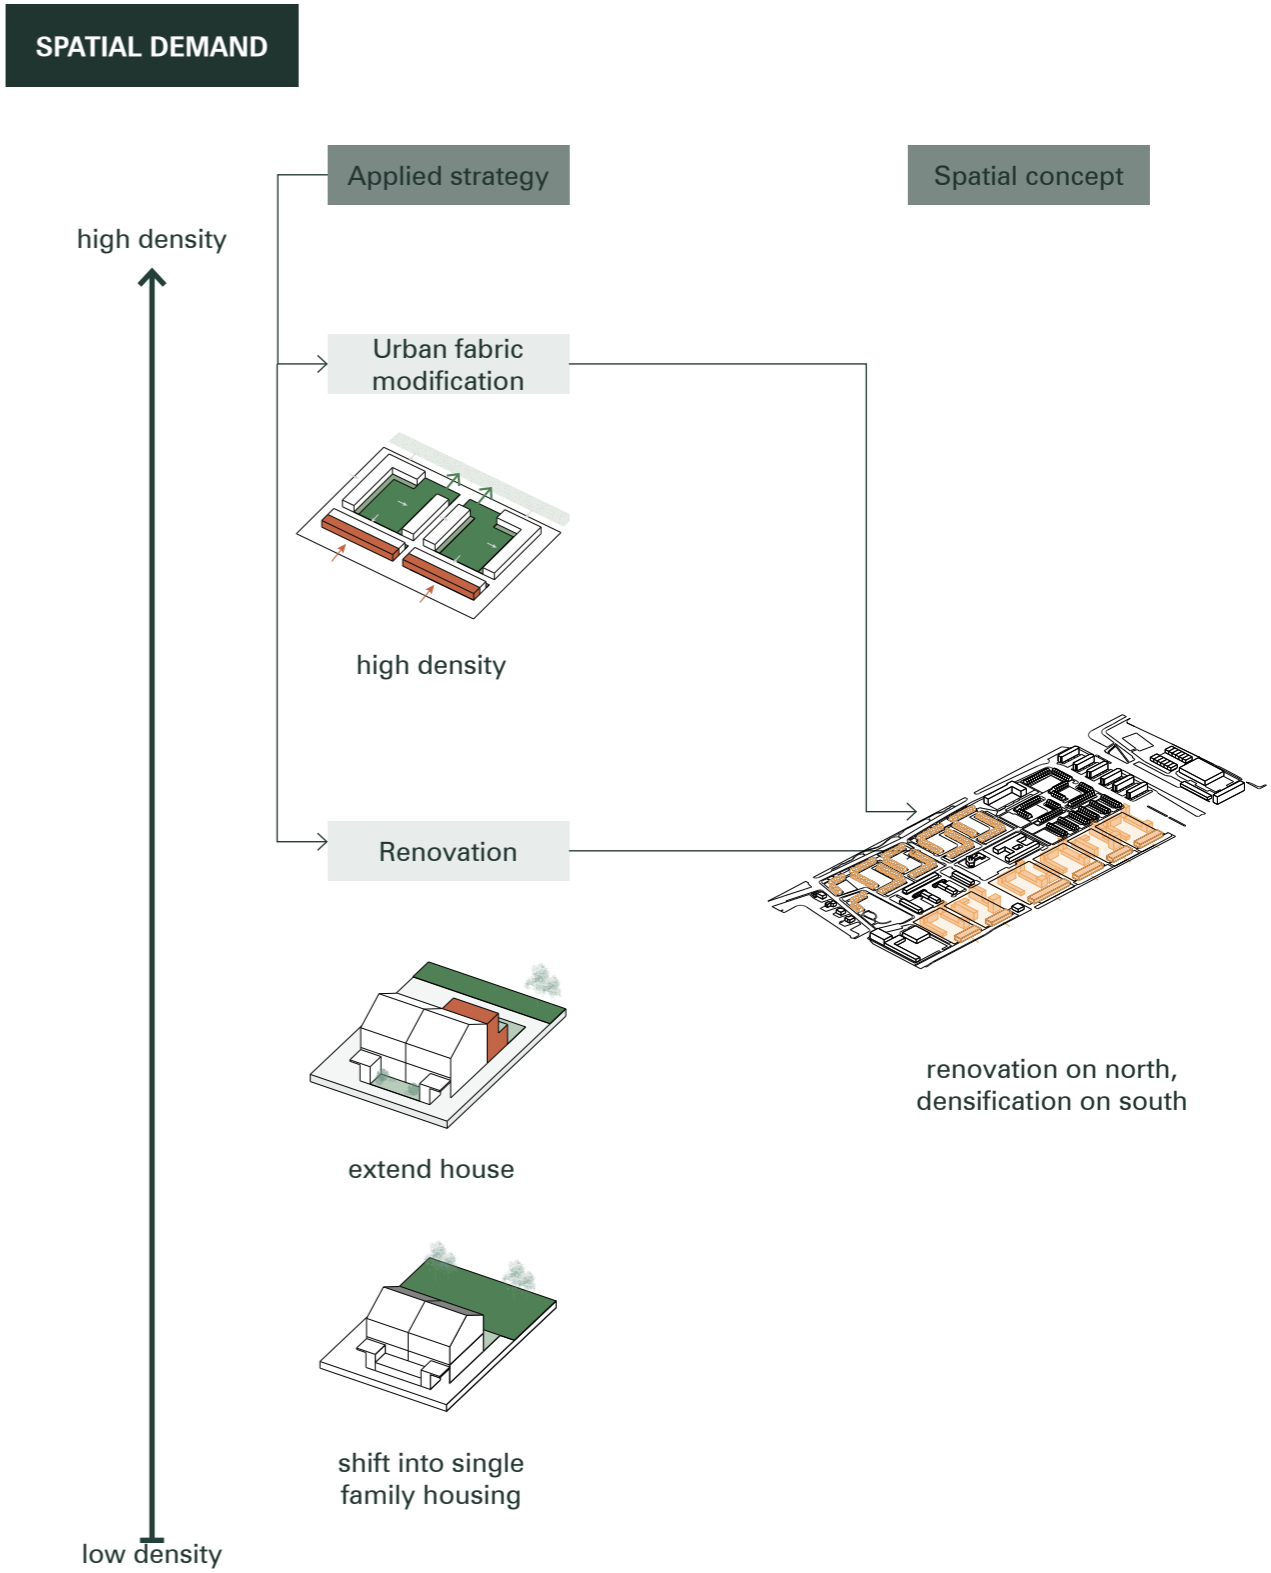 SPATIAL DEMAND
Applied strategy
Spatial concept
high density
Urban fabric
modification
high density
Renovation
renovation on north,
densification on south
extend house
shift into single
family housing
low density